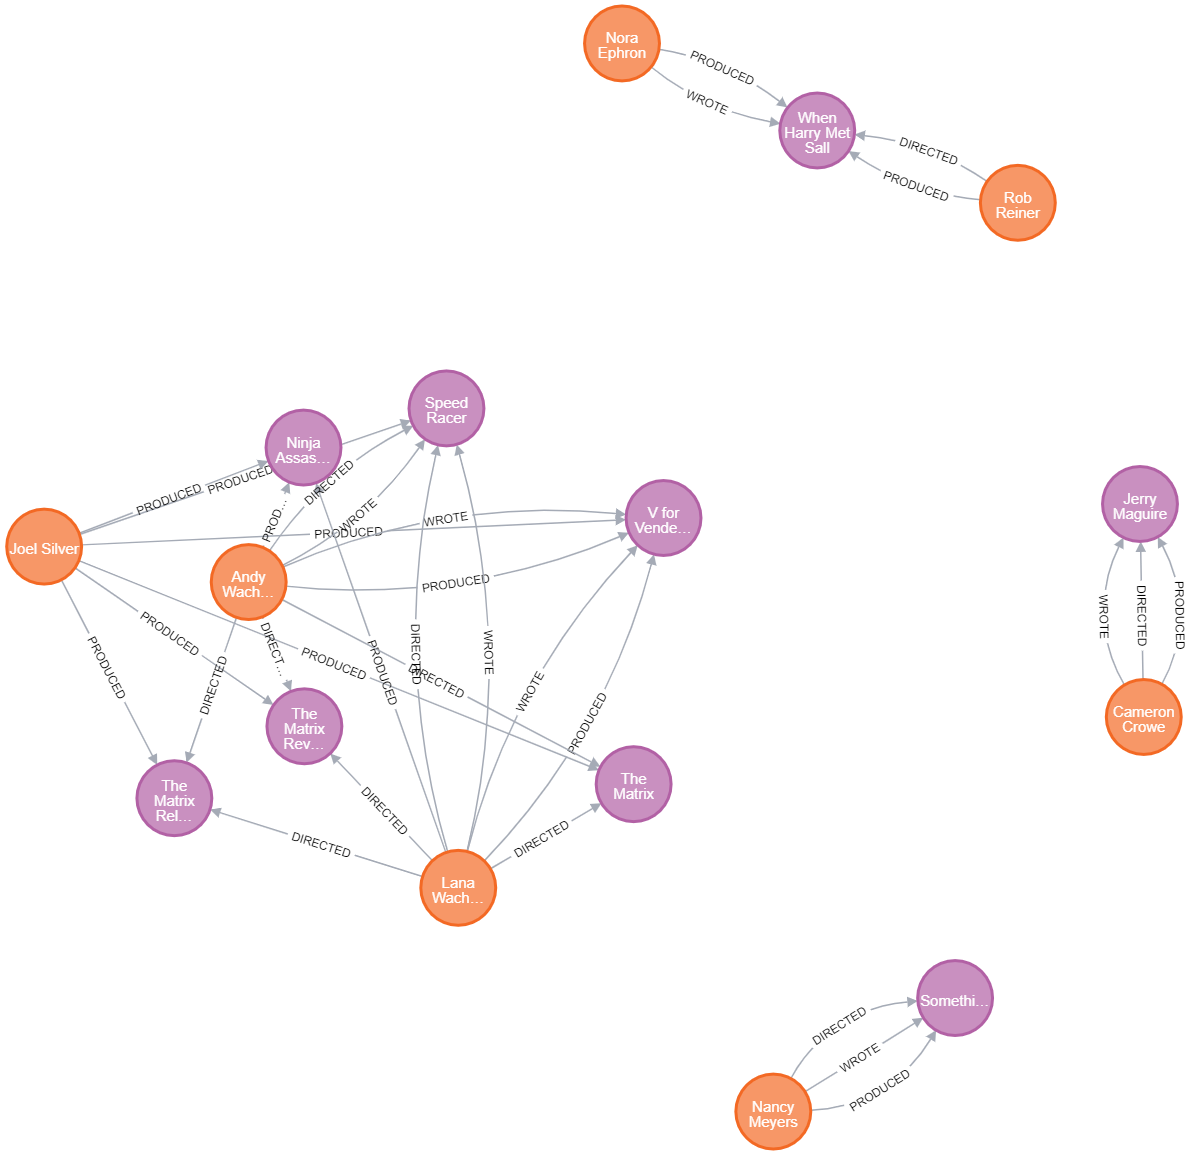 Nora
Ephron
PRODUCED
WROTE
When
Harry Met
Sall
DIRECTED
PRODUCED
Rob
Reiner
Speed
Racer
Ninja
Assas...
PRODUCED
PRODUCED
DIRECTED
PROD...
WROTE
WROTE
PRODUCED
V for
Vende...
Joel Silver
Andy
Wach...
PRODUCED
Jerry
Maguire
WROTE
DIRECTED
PRODUCED
Cameron
Crowe
PRODUCED
PRODUCED
DIRECTED
DIRECT...
PRODUCED
PRODUCED
DIRECTED
DIRECTED
WROTE
WROTE
PRODUCED
The
Matrix
Rev...
The
Matrix
Rel...
The
Matrix
DIRECTED
DIRECTED
DIRECTED
Lana
Wach...
Somethi...
DIRECTED
WROTE
PRODUCED
Nancy
Meyers